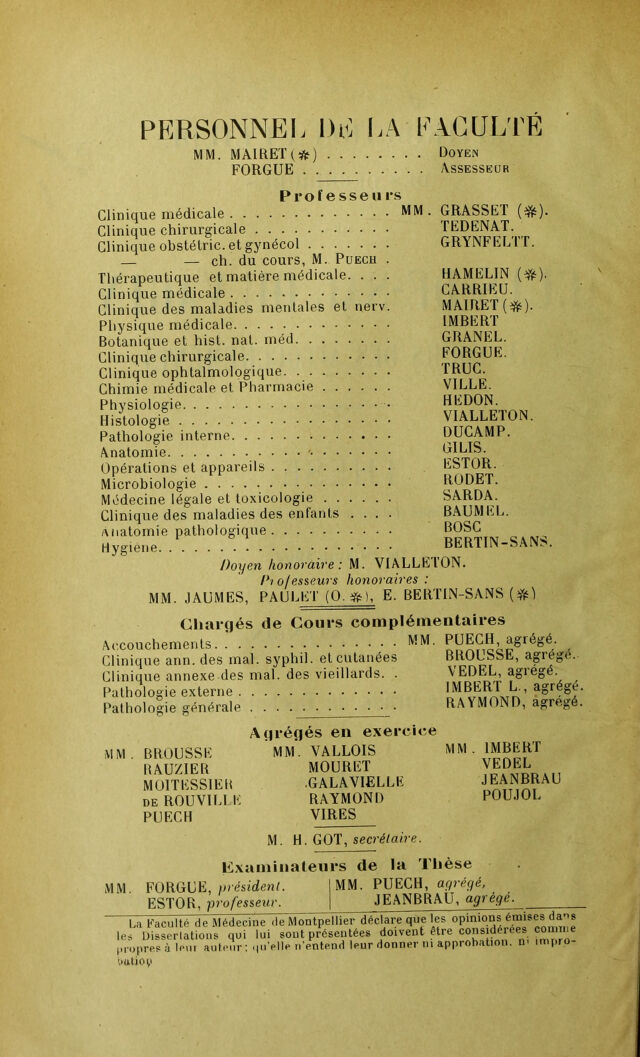 PERSONNEL DE LA FACULTÉ
MM. MAIRET (✻) . . . . . . . . DOYEN
FORGUE . . . . . . . . . . ASSESSEUR
Professeurs
Clinique médicale . . . . . . . . . . . . . MM. GRASSET (✻).
Clinique chirurgicale . . . . . . . . . . . TEDENAT.
Clinique obstétric. et gynécol . . . . . . . GRYNFELTT.
— — ch. du cours, M. PUECH .
Thérapeutique et matière médicale. . . . HAMELIN (✻).
Clinique médicale . . . . . . . . . . . . . CARRIEU.
Clinique des maladies mentales et nerv. MAIRET (✻).
Physique médicale. . . . . . . . . . . . . IMBERT
Botanique et hist. nat. méd. . . . . . . . GRANEL.
Clinique chirurgicale. . . . . . . . . . . . FORGUE.
Clinique ophtalmologique. . . . . . . . . TRUC.
Chimie médicale et Pharmacie . . . . . . VILLE.
Physiologie. . . . . . . . . . . . . . . . . HEDON.
Histologie . . . . . . . . . . . . . . . . . VIALLETON.
Pathologie interne. . . . . . . . . . . . . DUCAMP.
Anatomie. . . . . . . . . . . . . . . . . . GILIS.
Opérations et appareils . . . . . . . . . . ESTOR.
Microbiologie . . . . . . . . . . . . . . . RODET.
Médecine légale et toxicologie . . . . . . SARDA.
Clinique des maladies des enfants . . . . BAUMEL.
Anatomie pathologique . . . . . . . . . . BOSC
Hygiène. . . . . . . . . . . . . . . . . . . BERTIN-SANS.
Doyen honoraire : M. VIALLETON.
Professeurs honoraires :
MM. JAUMES, PAULET (O. ✻), E. BERTIN-SANS (✻)
Chargés de Cours complémentaires
Accouchements. . . . . . . . . . . . . . . MM. PUECH, agrégé.
Clinique ann. des mal. syphil. et cutanées BROUSSE, agrégé.
Clinique annexe des mal. des vieillards. . VEDEL, agrégé.
Pathologie externe . . . . . . . . . . . . IMBERT L., agrégé.
Pathologie générale . . . . . . . . . . . . RAYMOND, agrégé.
Agrégés en exercice
MM. BROUSSE MM. VALLOIS MM. IMBERT
RAUZIER MOURET VEDEL
MOITESSIER GALAVIELLE JEANBRAU
DE ROUVILLE RAYMOND POUJOL
PUECH VIRES
M. H. GOT, secrétaire.
Examinateurs de la Thèse
MM. FORGUE, président. MM. PUECH, agrégé,
ESTOR, professeur. JEANBRAU, agrégé.
La Faculté de Médecine de Montpellier déclare que les opinions émises dans
les Dissertations qui lui sont présentées doivent être considérées comme
propres à leur auteur ; qu'elle n'entend leur donner ni approbation, ni impro-
bation